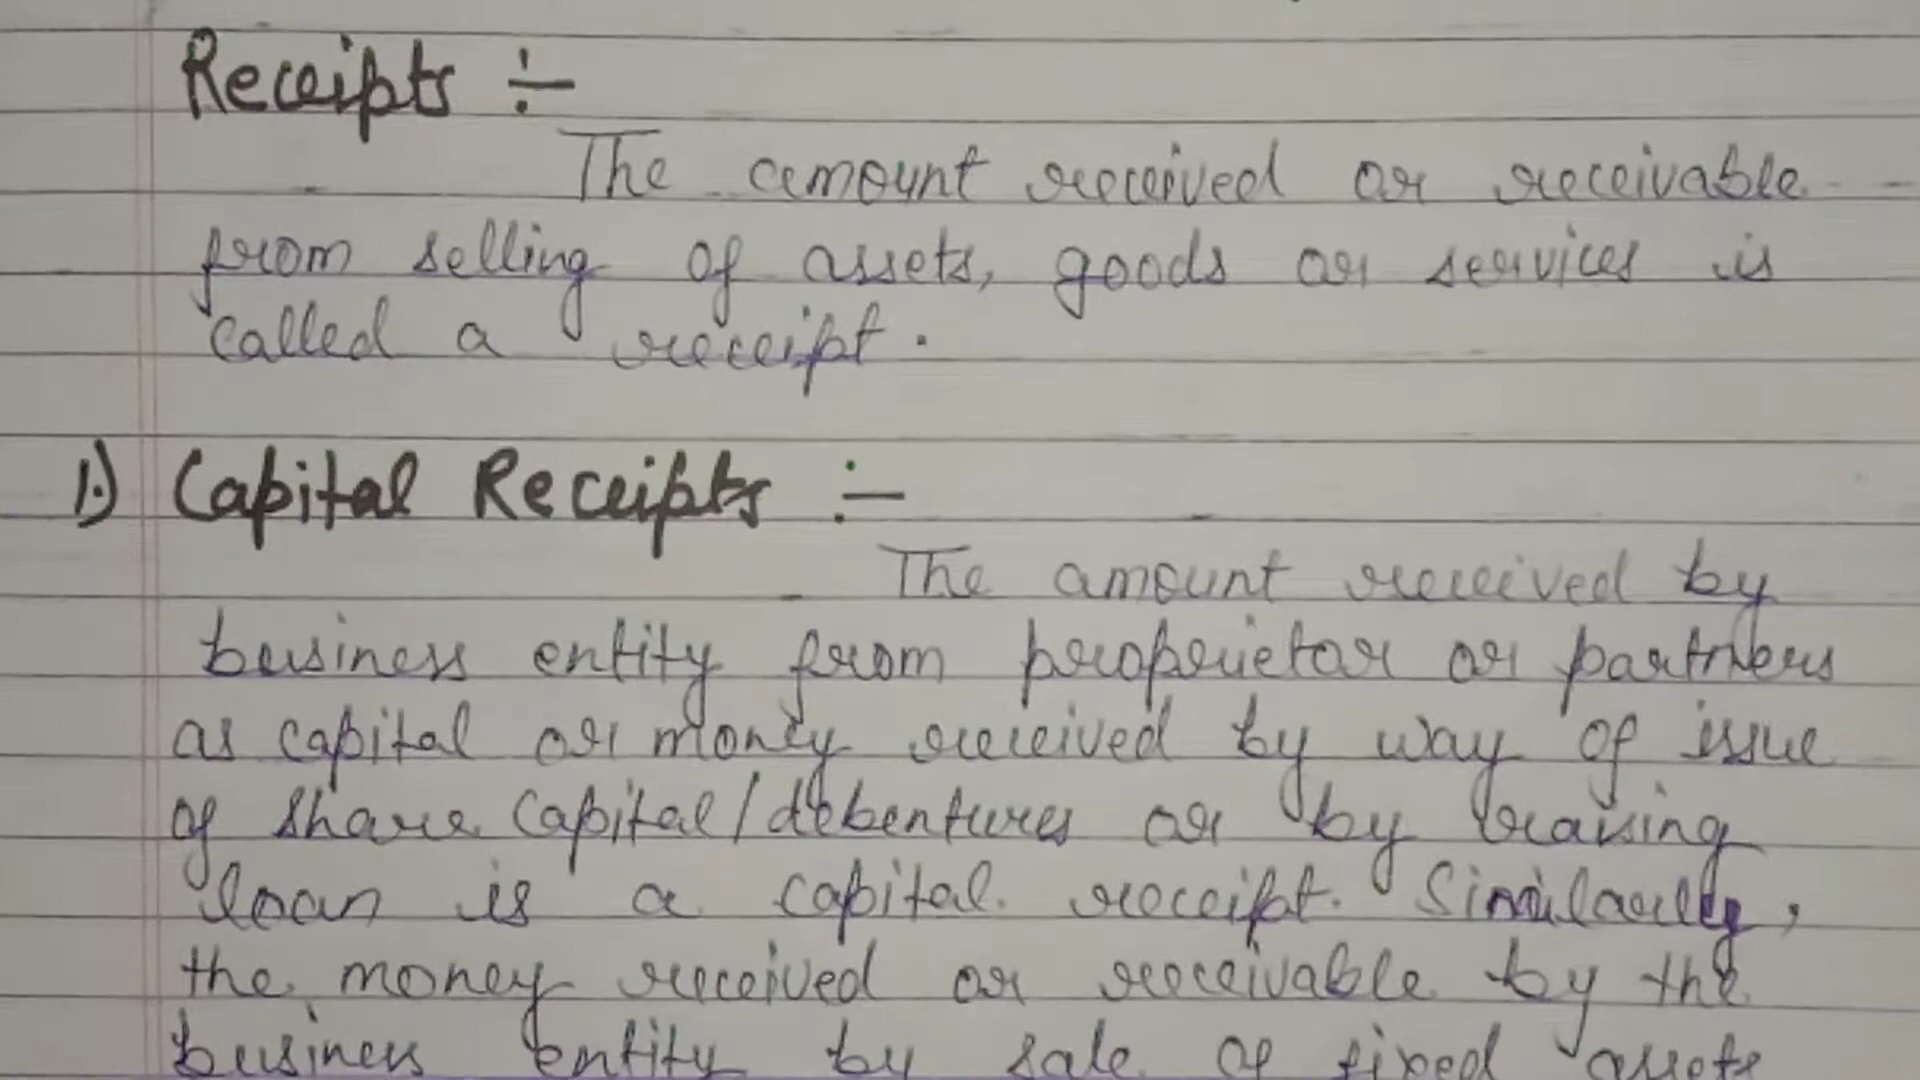 Receipts :-
The amount received or receivable
from selling of assets, goods or services is
called a receipt.
1.) Capital Receipts :-
The amount received by
business entity from proprietor or partners
as capital or money received by way of issue
of share capital/debentures or by raising
loan is a capital receipt. Similarly,
the money received or receivable by the
business entity by sale of fixed assets